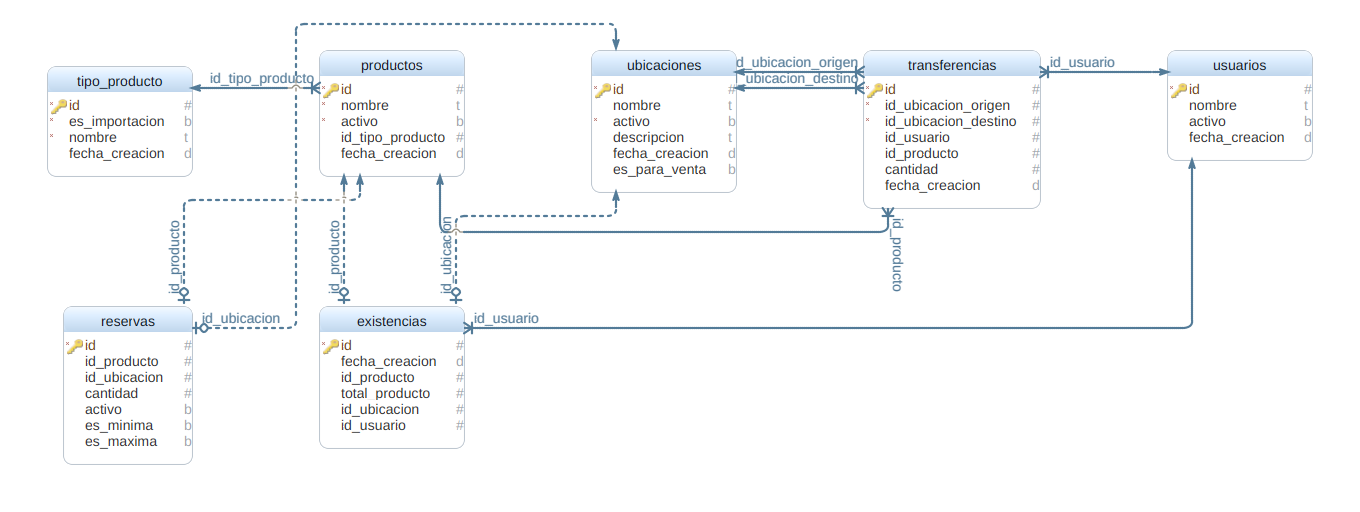 tipo_producto
id #
es_importacion b
nombre t
fecha_creacion d
id_tipo_producto
productos
id #
nombre t
activo b
id_tipo_producto #
fecha_creacion d
ubicaciones
id #
nombre t
activo b
descripcion t
fecha_creacion d
es_para_venta b
d_ubicacion_origen
ubicacion_destino
transferencias
id #
id_ubicacion_origen #
id_ubicacion_destino #
id_usuario #
id_producto #
cantidad #
fecha_creacion d
id_usuario
usuarios
id #
nombre t
activo b
fecha_creacion d
id_producto
id_producto
id_ubicacion
id_producto
reservas
id #
id_producto #
id_ubicacion #
cantidad #
activo b
es_minima b
es_maxima b
id_ubicacion
existencias
id #
fecha_creacion d
id_producto #
total_producto #
id_ubicacion #
id_usuario #
id_usuario